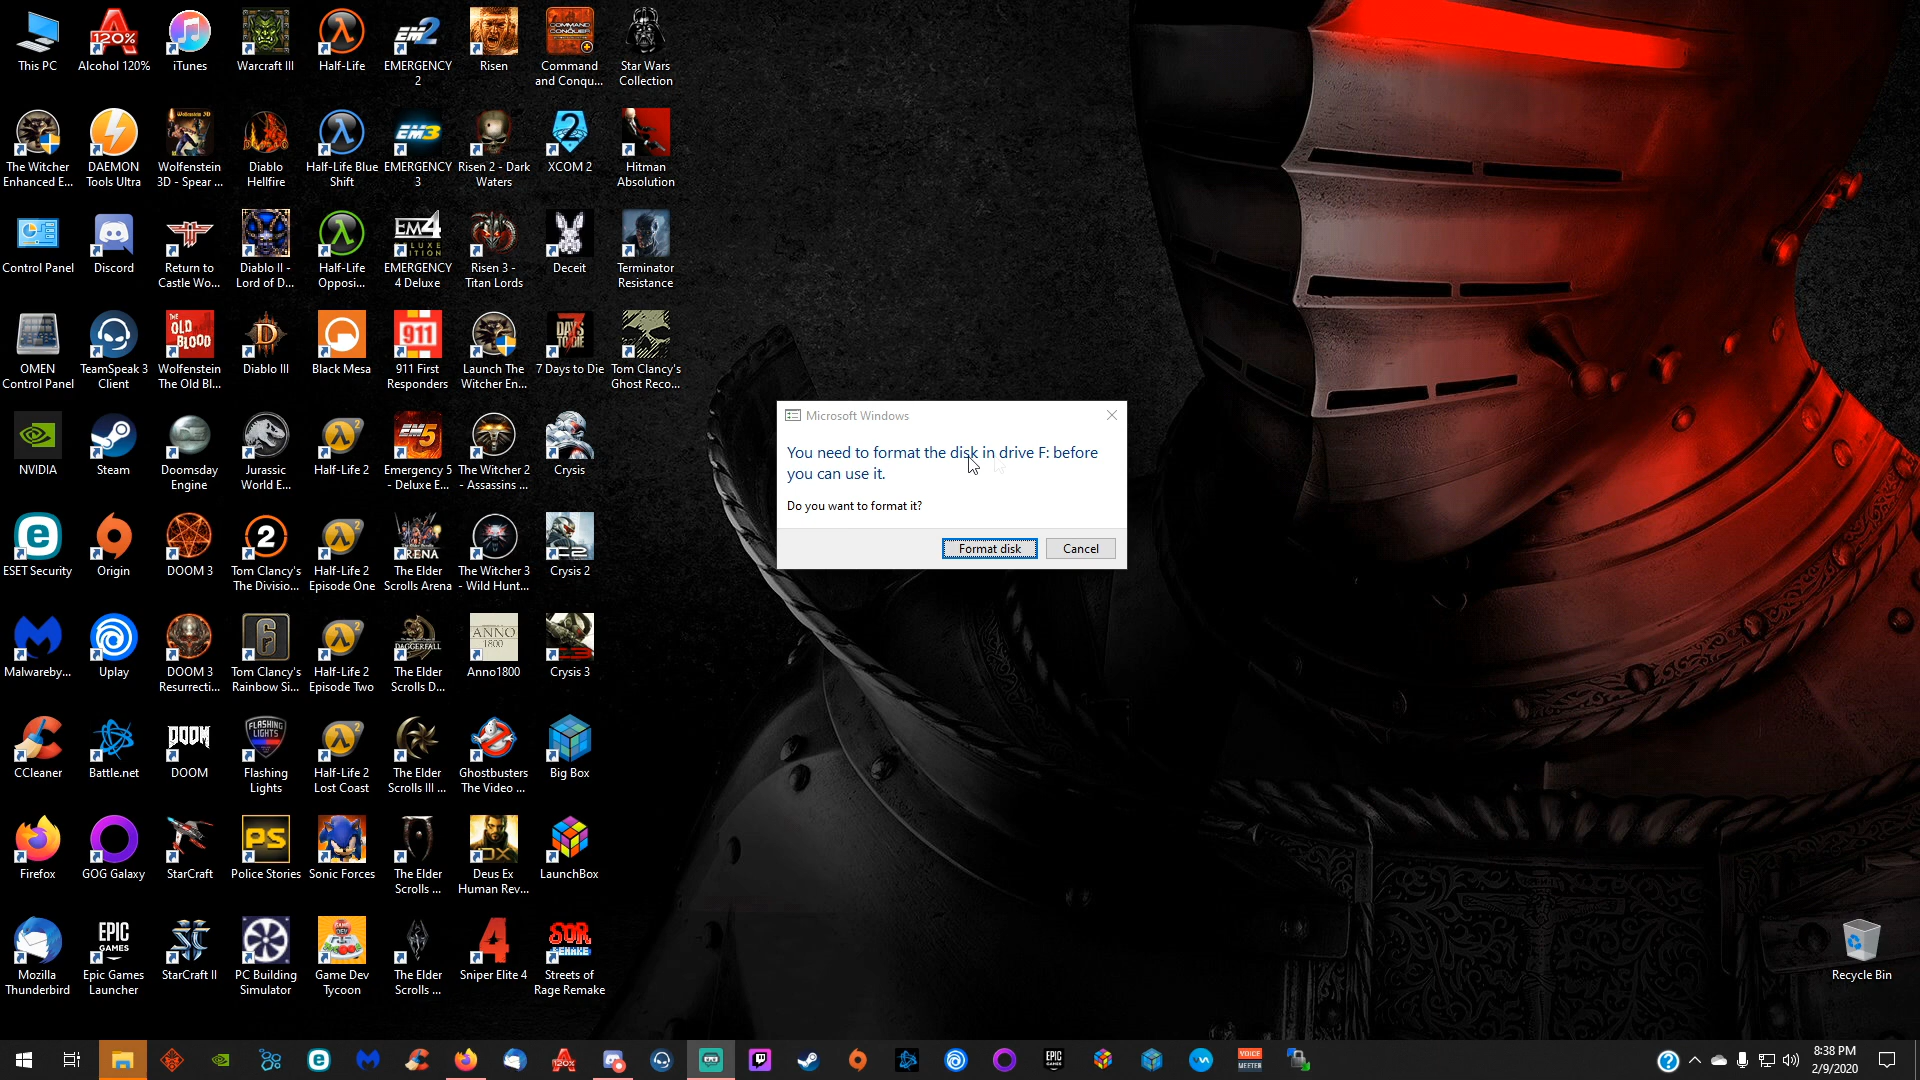 This PC
Alcohol 120%
iTunes
Warcraft III
Half-Life
EMERGENCY
2
Risen
Command
and Conqu...
Star Wars
Collection
The Witcher
Enhanced E...
DAEMON
Tools Ultra
Wolfenstein
3D - Spear ...
Diablo
Hellfire
Half-Life Blue
Shift
EMERGENCY
3
Risen 2 - Dark
Waters
XCOM 2
Hitman
Absolution
Control Panel
Discord
Return to
Castle Wo...
Diablo II -
Lord of D...
Half-Life
Opposi...
EMERGENCY
4 Deluxe
Risen 3 -
Titan Lords
Deceit
Terminator
Resistance
OMEN
Control Panel
TeamSpeak 3
Client
Wolfenstein
The Old Bl...
Diablo III
Black Mesa
911 First
Responders
Launch The
Witcher En...
7 Days to Die
Tom Clancy's
Ghost Reco...
NVIDIA
Steam
Doomsday
Engine
Jurassic
World E...
Half-Life 2
Emergency 5
- Deluxe E...
The Witcher 2
- Assassins ...
Crysis
Microsoft Windows
You need to format the disk in drive F: before
you can use it.
Do you want to format it?
Format disk
Cancel
ESET Security
Origin
DOOM 3
Tom Clancy's
The Divisio...
Half-Life 2
Episode One
The Elder
Scrolls Arena
The Witcher 3
- Wild Hunt...
Crysis 2
Malwareby...
Uplay
DOOM 3
Resurrecti...
Tom Clancy's
Rainbow Si...
Half-Life 2
Episode Two
The Elder
Scrolls D...
Anno1800
Crysis 3
CCleaner
Battle.net
DOOM
Flashing
Lights
Half-Life 2
Lost Coast
The Elder
Scrolls III ...
Ghostbusters
The Video ...
Big Box
Firefox
GOG Galaxy
StarCraft
Police Stories
Sonic Forces
The Elder
Scrolls ...
Deus Ex
Human Rev...
LaunchBox
Mozilla
Thunderbird
Epic Games
Launcher
StarCraft II
PC Building
Simulator
Game Dev
Tycoon
The Elder
Scrolls ...
Sniper Elite 4
Streets of
Rage Remake
Recycle Bin
8:38 PM
2/9/2020